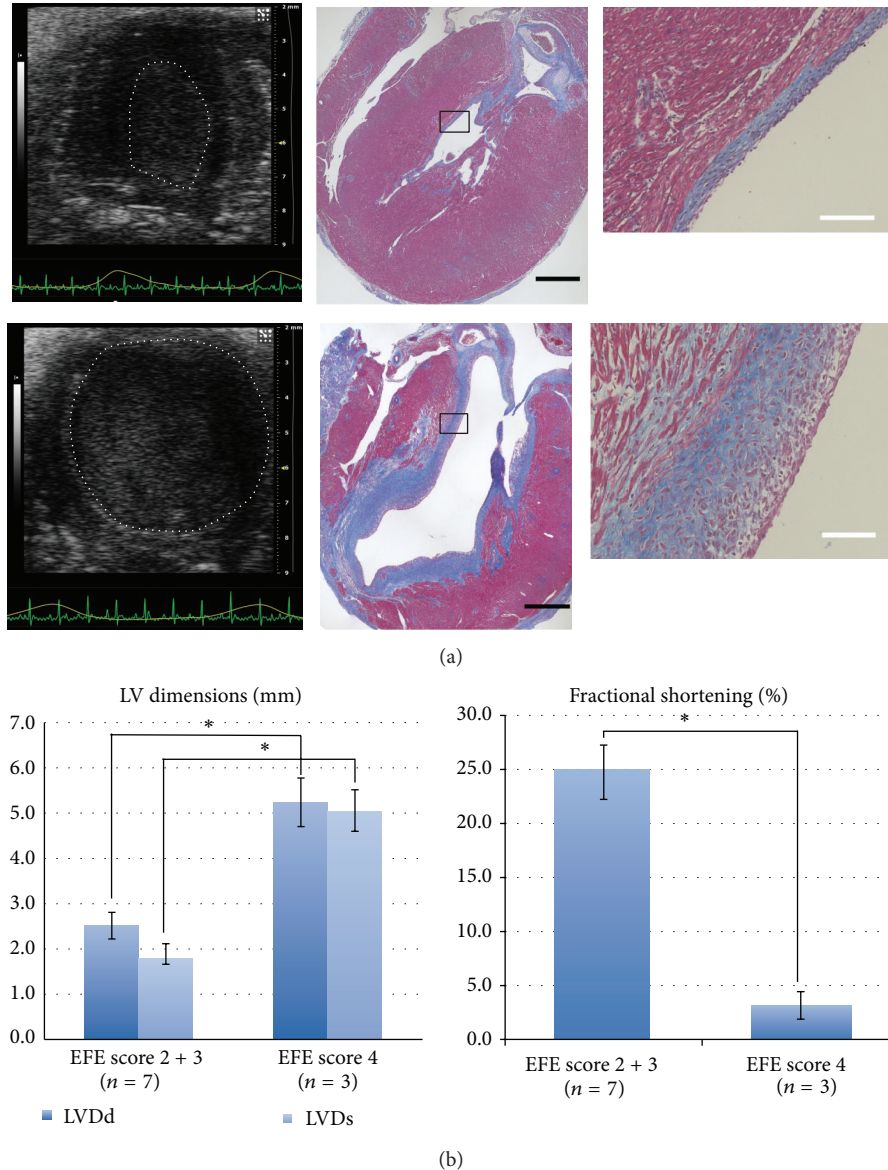 2 mm
3
4
5
6
7
8
9
2 mm
3
4
5
6
7
8
9
(a)
LV dimensions (mm)
7.0
6.0
5.0
4.0
3.0
2.0
1.0
0.0
*
*
EFE score 2 + 3
(n = 7)
EFE score 4
(n = 3)
LVDd
LVDs
Fractional shortening (%)
30.0
25.0
20.0
15.0
10.0
5.0
0.0
*
EFE score 2 + 3
(n = 7)
EFE score 4
(n = 3)
(b)